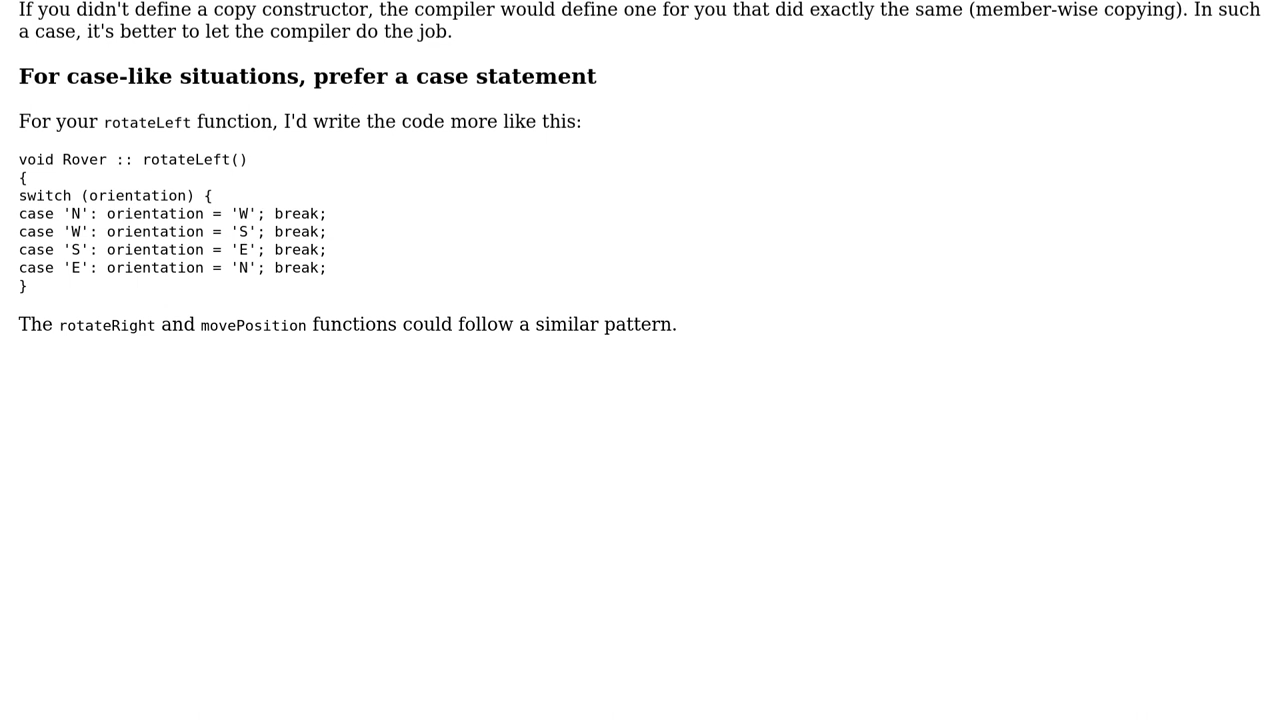 If you didn't define a copy constructor, the compiler would define one for you that did exactly the same (member-wise copying). In such
a case, it's better to let the compiler do the job.
For case-like situations, prefer a case statement
For your rotateLeft function, I'd write the code more like this:
void Rover :: rotateLeft()
{
switch (orientation) {
case 'N': orientation = 'W'; break;
case 'W': orientation = 'S'; break;
case 'S': orientation = 'E'; break;
case 'E': orientation = 'N'; break;
}
The rotateRight and movePosition functions could follow a similar pattern.